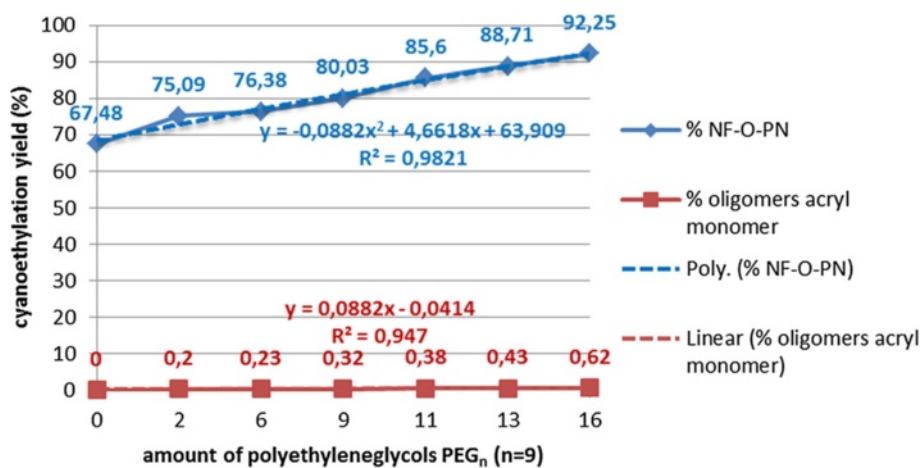 100
90
80
70
60
50
40
30
20
10
0
cyanoethylation yield (%)
67,48
75,09
76,38
80,03
85,6
88,71
92,25
y = -0,0882x² + 4,6618x + 63,909
R² = 0,9821
y = 0,0882x - 0,0414
R² = 0,947
0
0,2
0,23
0,32
0,38
0,43
0,62
0 2 6 9 11 13 16
amount of polyethyleneglycols PEGₙ (n=9)
% NF-O-PN
% oligomers acryl
monomer
Poly. (% NF-O-PN)
Linear (% oligomers acryl
monomer)